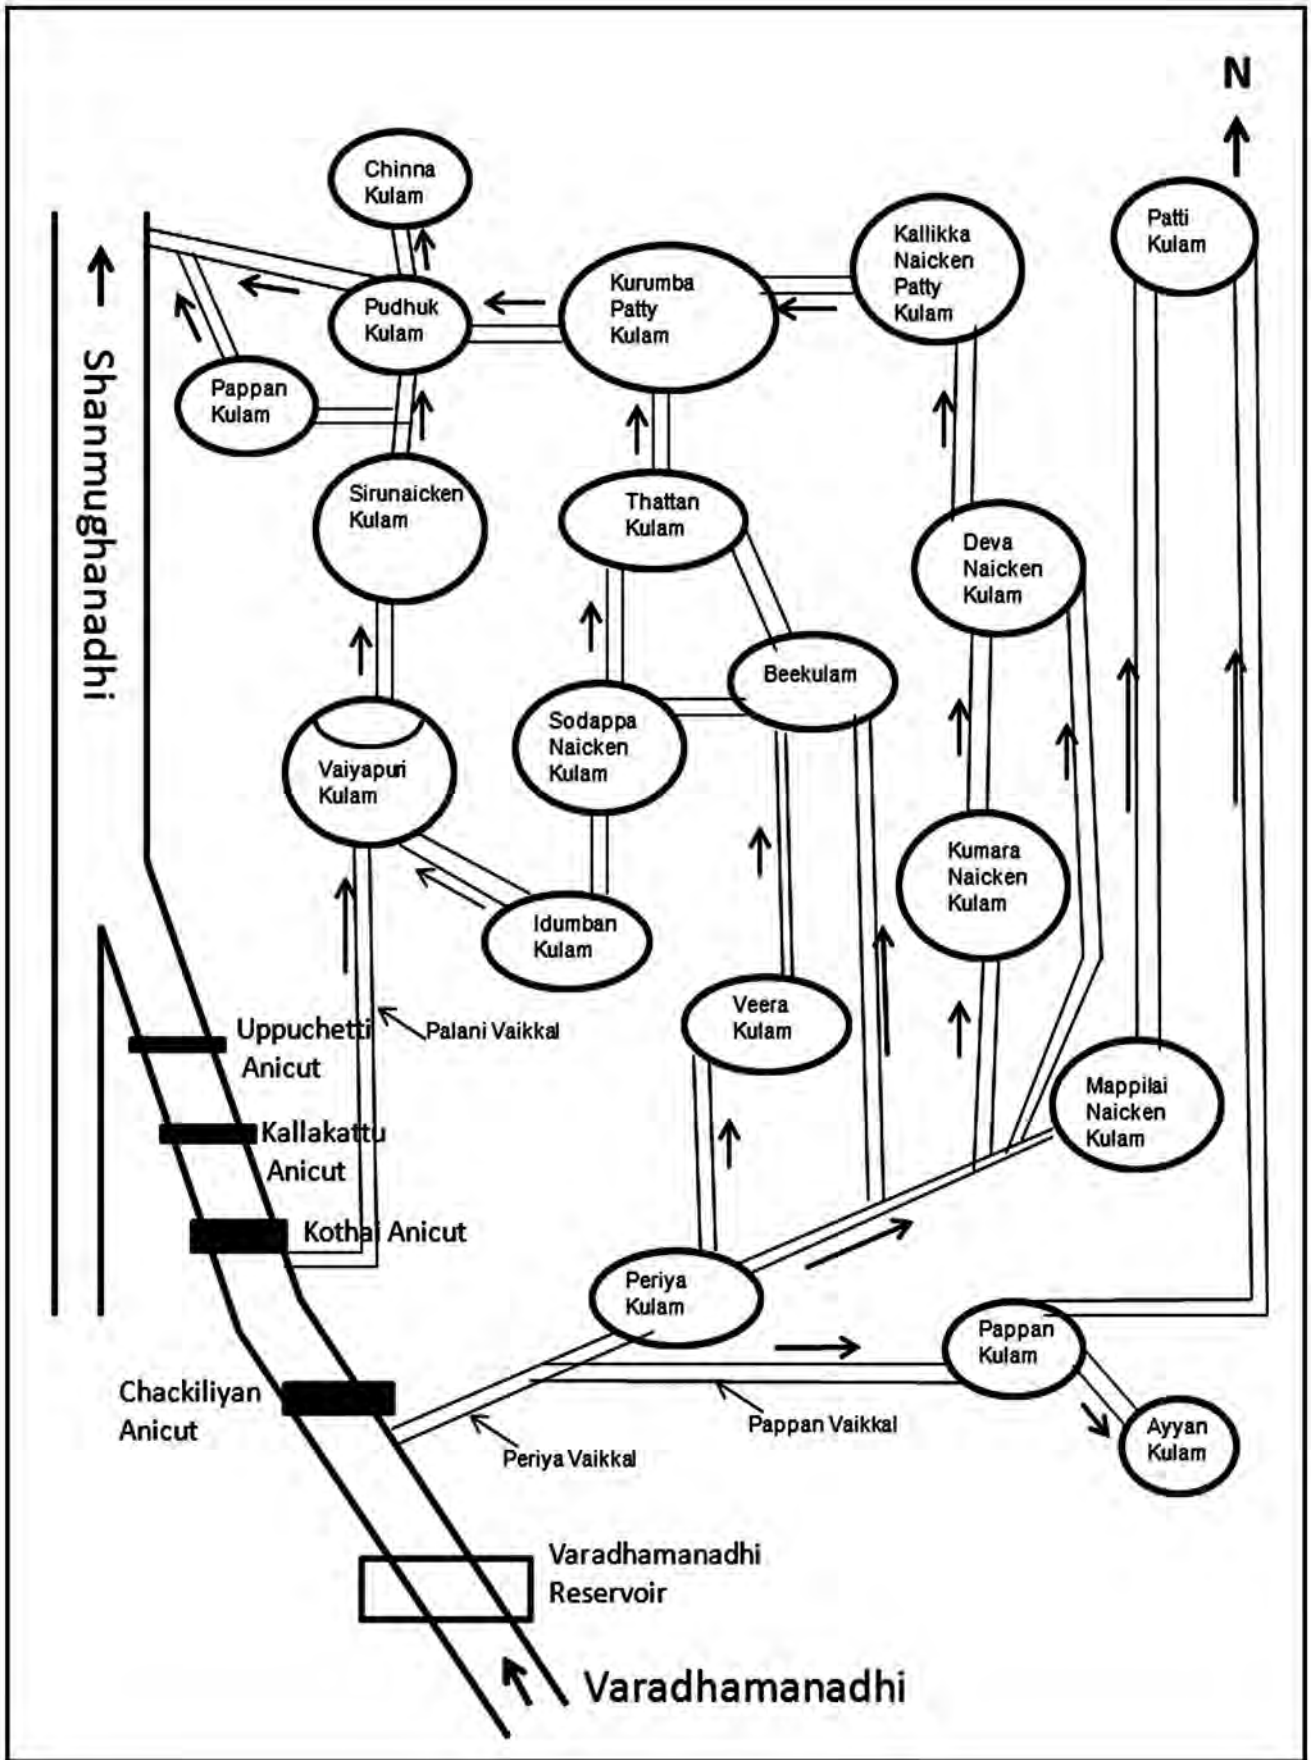 N
Chinna
Kulam
Patti
Kulam
Kallikka
Naicken
Patty
Kulam
Kurumba
Patty
Kulam
Pudhuk
Kulam
Shanmughanadhi
Pappan
Kulam
Sirunaicken
Kulam
Thattan
Kulam
Deva
Naicken
Kulam
Beekulam
Sodappa
Naicken
Kulam
Vaiyapuri
Kulam
Kumara
Naicken
Kulam
Idumban
Kulam
Veera
Kulam
Palani Vaikkal
Uppuchetti
Anicut
Mappilai
Naicken
Kulam
Kallakattu
Anicut
Kothai Anicut
Periya
Kulam
Pappan
Kulam
Chackiliyan
Anicut
Pappan Vaikkal
Ayyan
Kulam
Periya Vaikkal
Varadhamanadhi
Reservoir
Varadhamanadhi